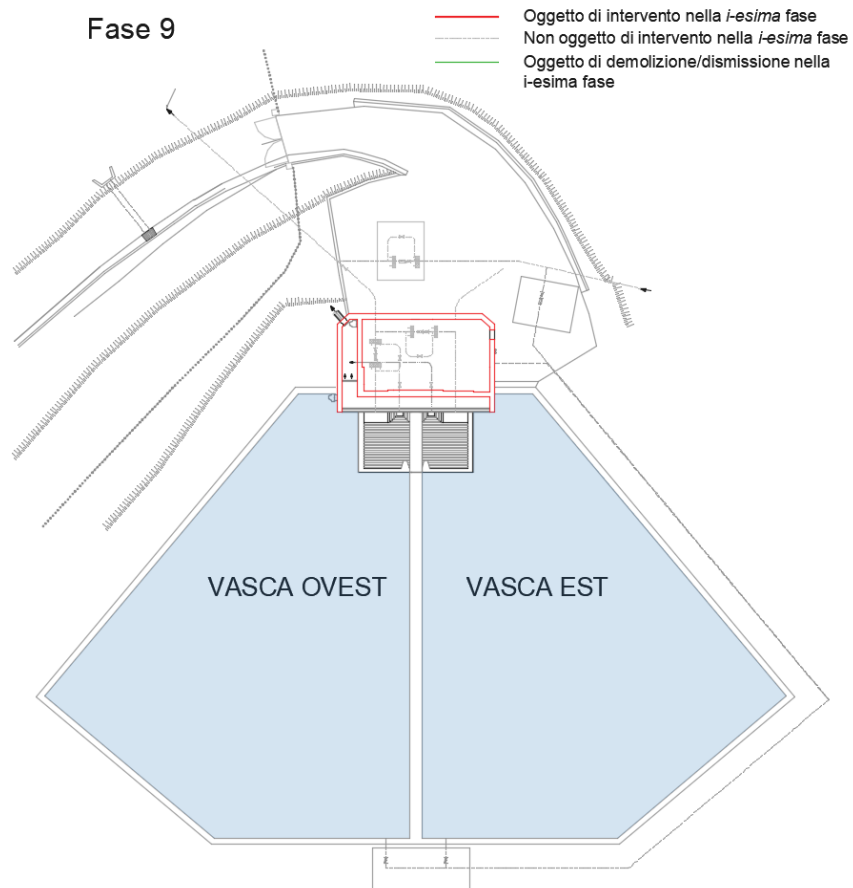 Fase 9
Oggetto di intervento nella i-esima fase
Non oggetto di intervento nella i-esima fase
Oggetto di demolizione/dismissione nella
i-esima fase
VASCA OVEST
VASCA EST